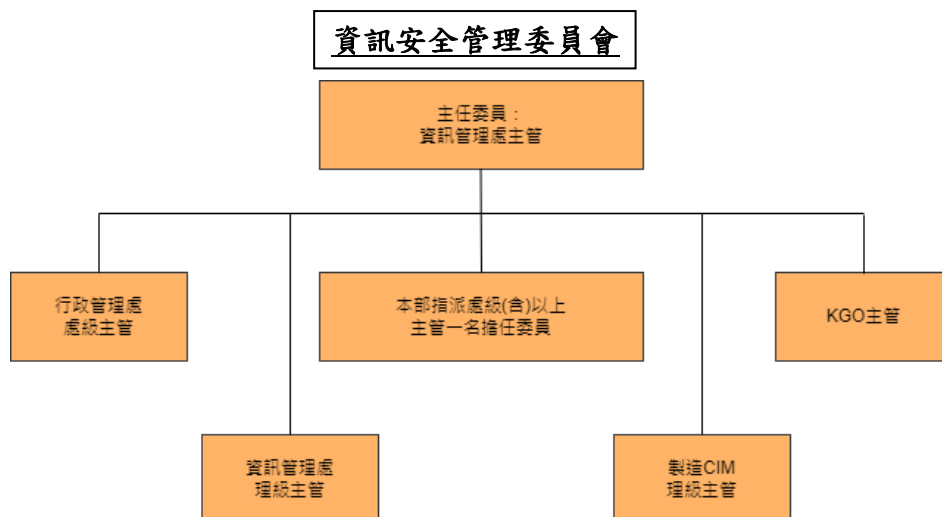 資訊安全管理委員會
主任委員：
資訊管理處主管
行政管理處
處級主管
本部指派處級(含)以上
主管一名擔任委員
KGO主管
資訊管理處
理級主管
製造CIM
理級主管